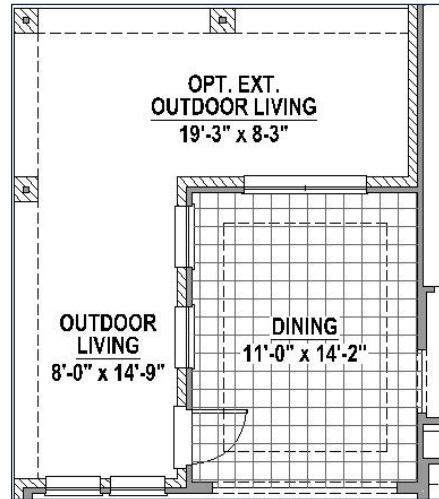 OPT. EXT.
OUTDOOR LIVING
19'-3" x 8-3"
OUTDOOR
LIVING
8'-0" x 14'-9"
DINING
11'-0" x 14'-2"